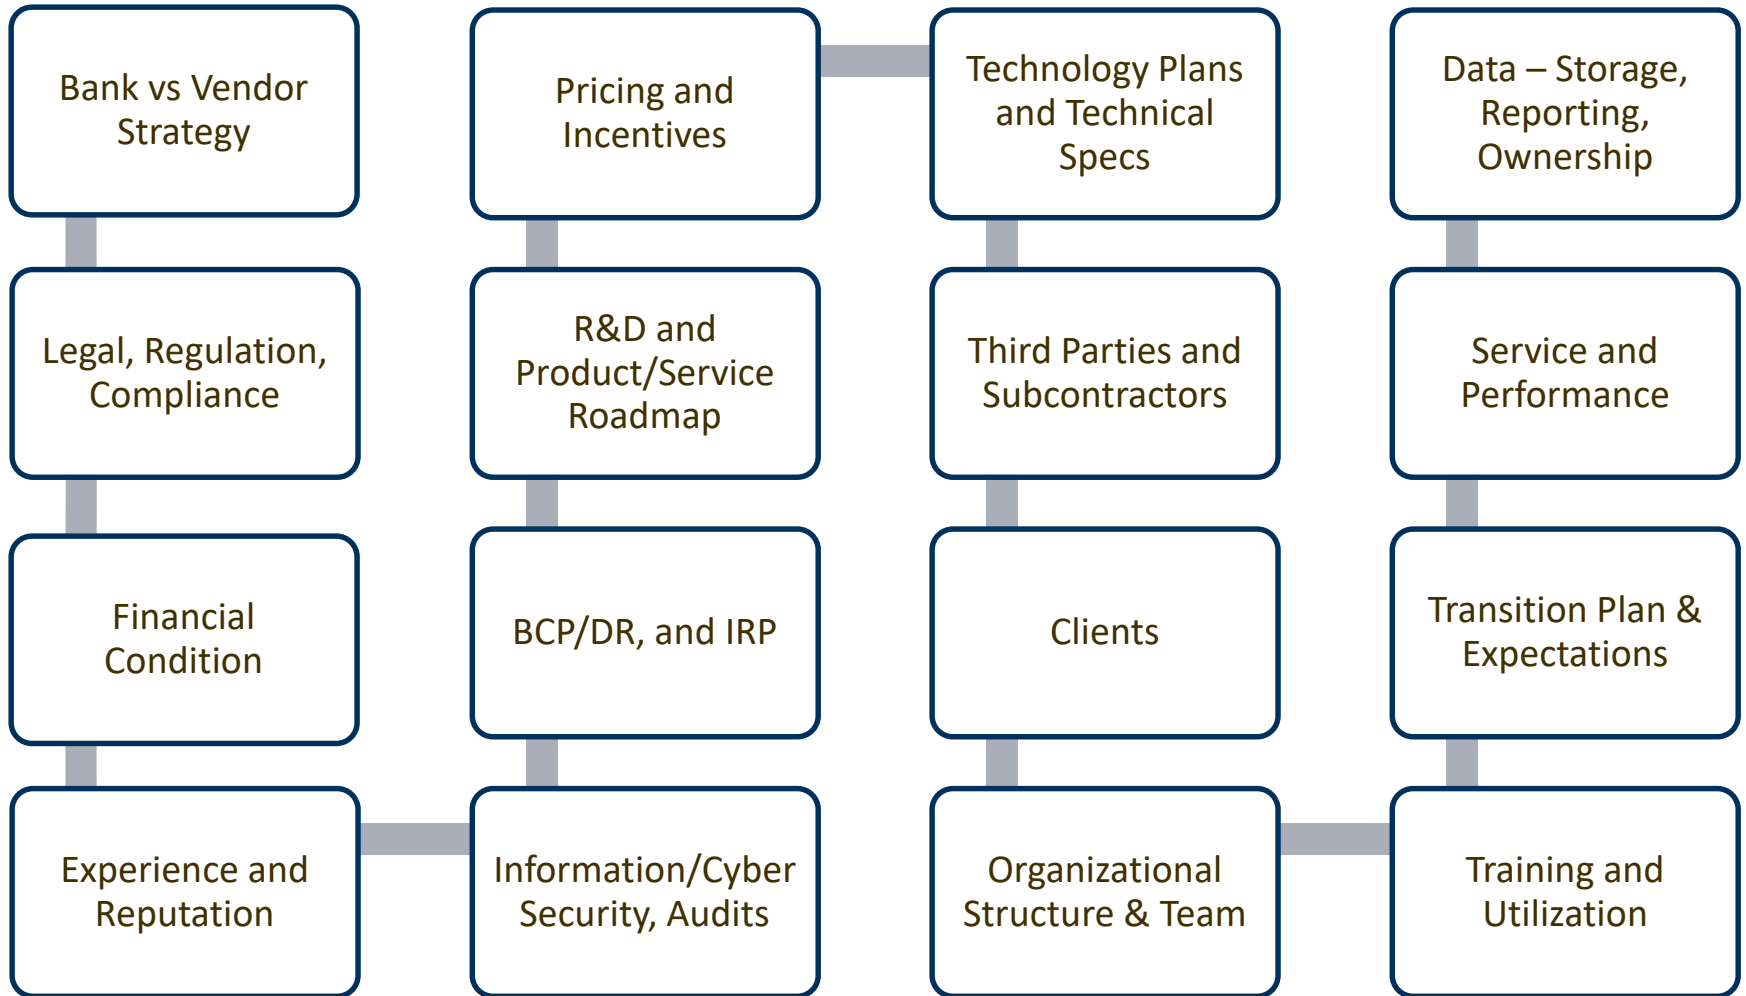 Bank vs Vendor
Strategy
Legal, Regulation,
Compliance
Financial
Condition
Experience and
Reputation
Information/Cyber
Security, Audits
BCP/DR, and IRP
R&D and
Product/Service
Roadmap
Pricing and
Incentives
Technology Plans
and Technical
Specs
Third Parties and
Subcontractors
Clients
Organizational
Structure & Team
Training and
Utilization
Transition Plan &
Expectations
Service and
Performance
Data – Storage,
Reporting,
Ownership